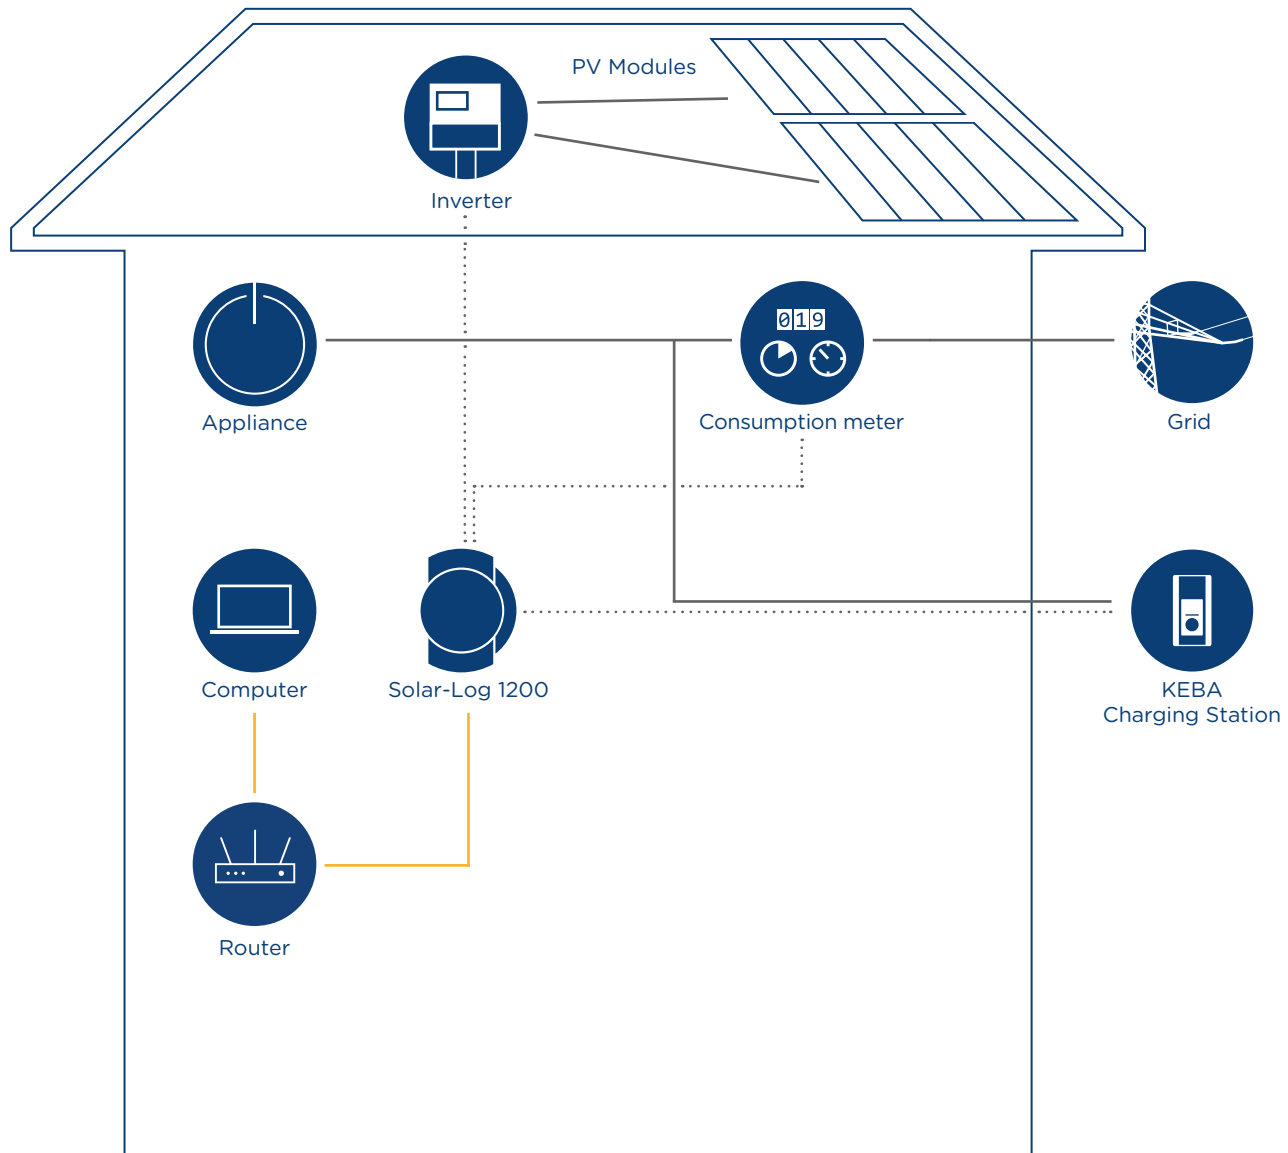 PV Modules
Inverter
019
Appliance
Consumption meter
Grid
Computer
Solar-Log 1200
KEBA
Charging Station
Router